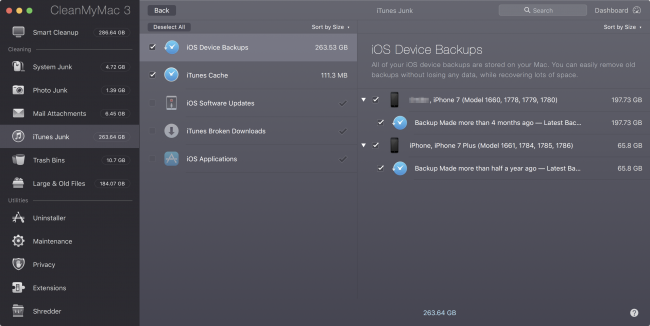 CleanMyMac 3
Back
iTunes Junk
Search
Dashboard
Smart Cleanup 286.64 GB
Cleaning
System Junk 4.72 GB
Photo Junk 1.39 GB
Mail Attachments 6.45 GB
iTunes Junk 263.64 GB
Trash Bins 10.7 GB
Large & Old Files 184.07 GB
Utilities
Uninstaller
Maintenance
Privacy
Extensions
Shredder
Deselect All Sort by Size
iOS Device Backups 263.53 GB
iTunes Cache 111.3 MB
iOS Software Updates
iTunes Broken Downloads
iOS Applications
Sort by Size
iOS Device Backups
All of your iOS device backups are stored on your Mac. You can easily remove old
backups without losing any data, while recovering lots of space.
, iPhone 7 (Model 1660, 1778, 1779, 1780) 197.73 GB
Backup Made more than 4 months ago — Latest Bac... 197.73 GB
iPhone, iPhone 7 Plus (Model 1661, 1784, 1785, 1786) 65.8 GB
Backup Made more than half a year ago — Latest Ba... 65.8 GB
263.64 GB
?